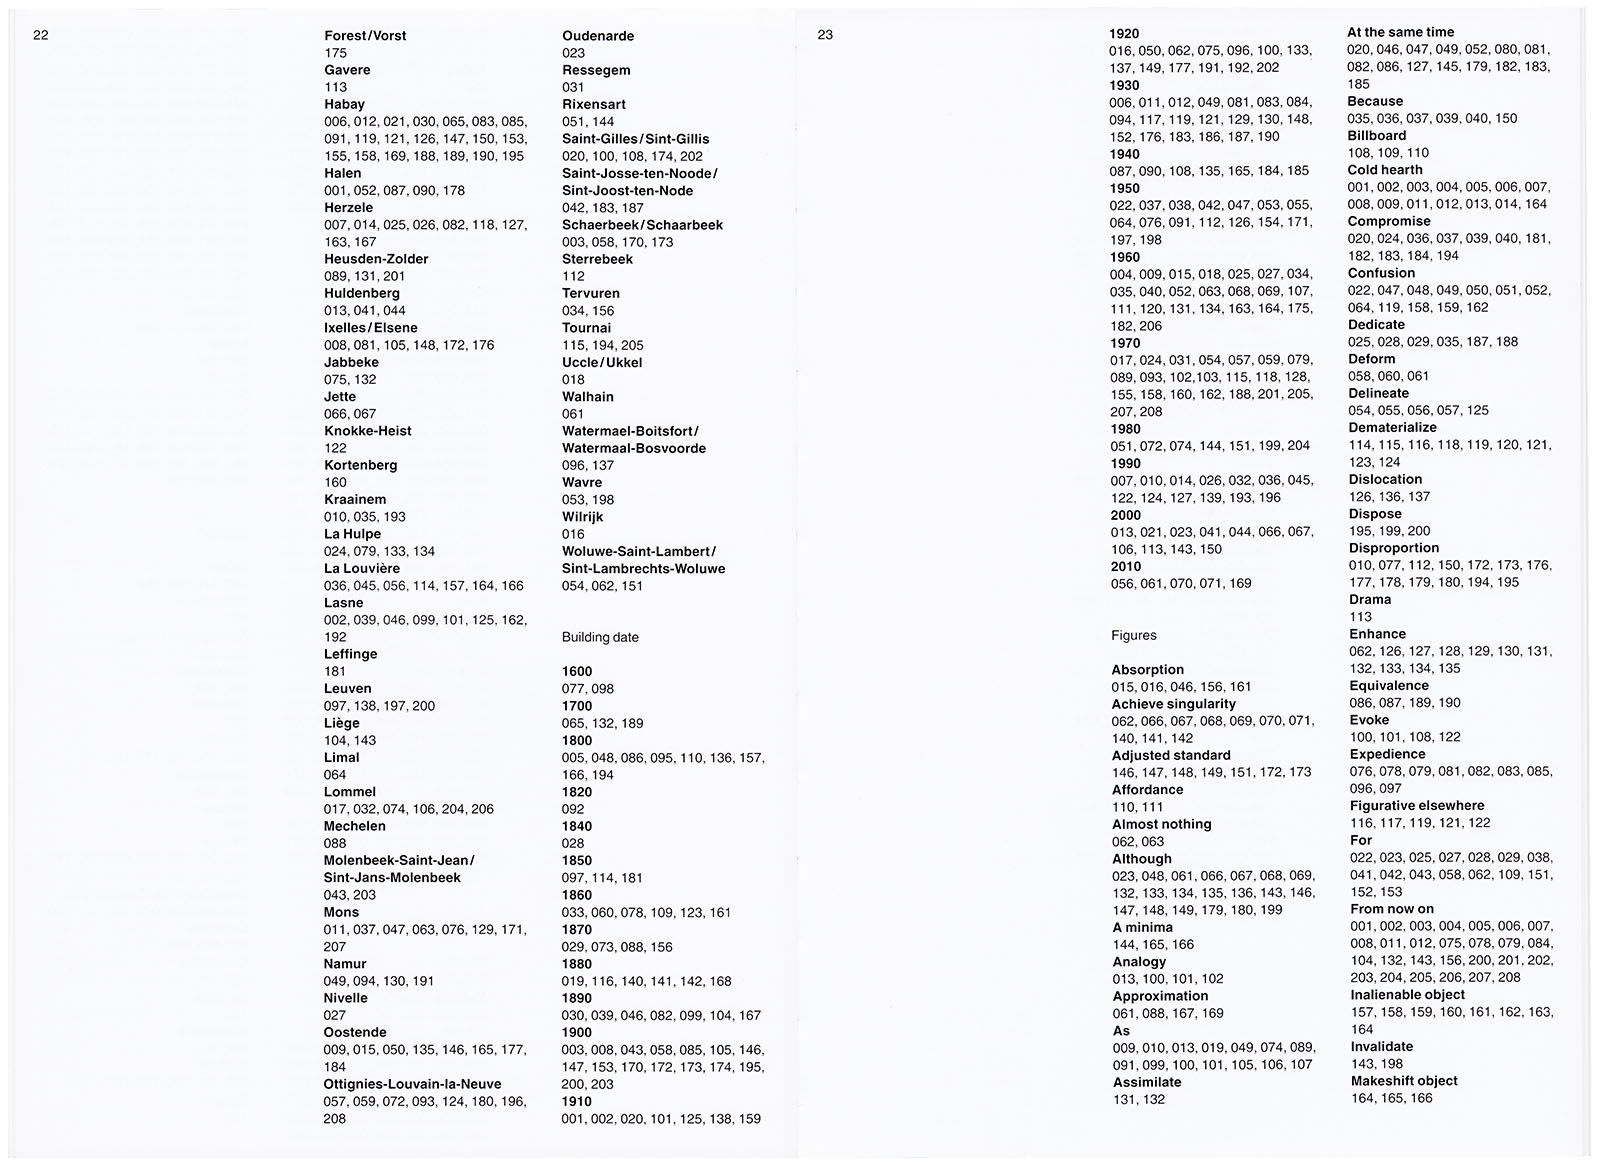 22
Forest/Vorst
175
Gavere
113
Habay
006, 012, 021, 030, 065, 083, 085,
091, 119, 121, 126, 147, 150, 153,
155, 158, 169, 188, 189, 190, 195
Halen
001, 052, 087, 090, 178
Herzele
007, 014, 025, 026, 082, 118, 127,
163, 167
Heusden-Zolder
089, 131, 201
Huldenberg
013, 041, 044
Ixelles/Elsene
008, 081, 105, 148, 172, 176
Jabbeke
075, 132
Jette
066, 067
Knokke-Heist
122
Kortenberg
160
Kraainem
010, 035, 193
La Hulpe
024, 079, 133, 134
La Louvière
036, 045, 056, 114, 157, 164, 166
Lasne
002, 039, 046, 099, 101, 125, 162,
192
Leffinge
181
Leuven
097, 138, 197, 200
Liège
104, 143
Limal
064
Lommel
017, 032, 074, 106, 204, 206
Mechelen
088
Molenbeek-Saint-Jean/
Sint-Jans-Molenbeek
043, 203
Mons
011, 037, 047, 063, 076, 129, 171,
207
Namur
049, 094, 130, 191
Nivelle
027
Oostende
009, 015, 050, 135, 146, 165, 177,
184
Ottignies-Louvain-la-Neuve
057, 059, 072, 093, 124, 180, 196,
208
Oudenarde
023
Ressegem
031
Rixensart
051, 144
Saint-Gilles/Sint-Gillis
020, 100, 108, 174, 202
Saint-Josse-ten-Noode/
Sint-Joost-ten-Node
042, 183, 187
Schaerbeek/Schaarbeek
003, 058, 170, 173
Sterrebeek
112
Tervuren
034, 156
Tournai
115, 194, 205
Uccle/Ukkel
018
Walhain
061
Watermael-Boitsfort/
Watermaal-Bosvoorde
096, 137
Wavre
053, 198
Wilrijk
016
Woluwe-Saint-Lambert/
Sint-Lambrechts-Woluwe
054, 062, 151
Building date
1600
077, 098
1700
065, 132, 189
1800
005, 048, 086, 095, 110, 136, 157,
166, 194
1820
092
1840
028
1850
097, 114, 181
1860
033, 060, 078, 109, 123, 161
1870
029, 073, 088, 156
1880
019, 116, 140, 141, 142, 168
1890
030, 039, 046, 082, 099, 104, 167
1900
003, 008, 043, 058, 085, 105, 146,
147, 153, 170, 172, 173, 174, 195,
200, 203
1910
001, 002, 020, 101, 125, 138, 159
23
1920
016, 050, 062, 075, 096, 100, 133,
137, 149, 177, 191, 192, 202
1930
006, 011, 012, 049, 081, 083, 084,
094, 117, 119, 121, 129, 130, 148,
152, 176, 183, 186, 187, 190
1940
087, 090, 108, 135, 165, 184, 185
1950
022, 037, 038, 042, 047, 053, 055,
064, 076, 091, 112, 126, 154, 171,
197, 198
1960
004, 009, 015, 018, 025, 027, 034,
035, 040, 052, 063, 068, 069, 107,
111, 120, 131, 134, 163, 164, 175,
182, 206
1970
017, 024, 031, 054, 057, 059, 079,
089, 093, 102,103, 115, 118, 128,
155, 158, 160, 162, 188, 201, 205,
207, 208
1980
051, 072, 074, 144, 151, 199, 204
1990
007, 010, 014, 026, 032, 036, 045,
122, 124, 127, 139, 193, 196
2000
013, 021, 023, 041, 044, 066, 067,
106, 113, 143, 150
2010
056, 061, 070, 071, 169
Figures
Absorption
015, 016, 046, 156, 161
Achieve singularity
062, 066, 067, 068, 069, 070, 071,
140, 141, 142
Adjusted standard
146, 147, 148, 149, 151, 172, 173
Affordance
110, 111
Almost nothing
062, 063
Although
023, 048, 061, 066, 067, 068, 069,
132, 133, 134, 135, 136, 143, 146,
147, 148, 149, 179, 180, 199
A minima
144, 165, 166
Analogy
013, 100, 101, 102
Approximation
061, 088, 167, 169
As
009, 010, 013, 019, 049, 074, 089,
091, 099, 100, 101, 105, 106, 107
Assimilate
131, 132
At the same time
020, 046, 047, 049, 052, 080, 081,
082, 086, 127, 145, 179, 182, 183,
185
Because
035, 036, 037, 039, 040, 150
Billboard
108, 109, 110
Cold hearth
001, 002, 003, 004, 005, 006, 007,
008, 009, 011, 012, 013, 014, 164
Compromise
020, 024, 036, 037, 039, 040, 181,
182, 183, 184, 194
Confusion
022, 047, 048, 049, 050, 051, 052,
064, 119, 158, 159, 162
Dedicate
025, 028, 029, 035, 187, 188
Deform
058, 060, 061
Delineate
054, 055, 056, 057, 125
Dematerialize
114, 115, 116, 118, 119, 120, 121,
123, 124
Dislocation
126, 136, 137
Dispose
195, 199, 200
Disproportion
010, 077, 112, 150, 172, 173, 176,
177, 178, 179, 180, 194, 195
Drama
113
Enhance
062, 126, 127, 128, 129, 130, 131,
132, 133, 134, 135
Equivalence
086, 087, 189, 190
Evoke
100, 101, 108, 122
Expedience
076, 078, 079, 081, 082, 083, 085,
096, 097
Figurative elsewhere
116, 117, 119, 121, 122
For
022, 023, 025, 027, 028, 029, 038,
041, 042, 043, 058, 062, 109, 151,
152, 153
From now on
001, 002, 003, 004, 005, 006, 007,
008, 011, 012, 075, 078, 079, 084,
104, 132, 143, 156, 200, 201, 202,
203, 204, 205, 206, 207, 208
Inalienable object
157, 158, 159, 160, 161, 162, 163,
164
Invalidate
143, 198
Makeshift object
164, 165, 166